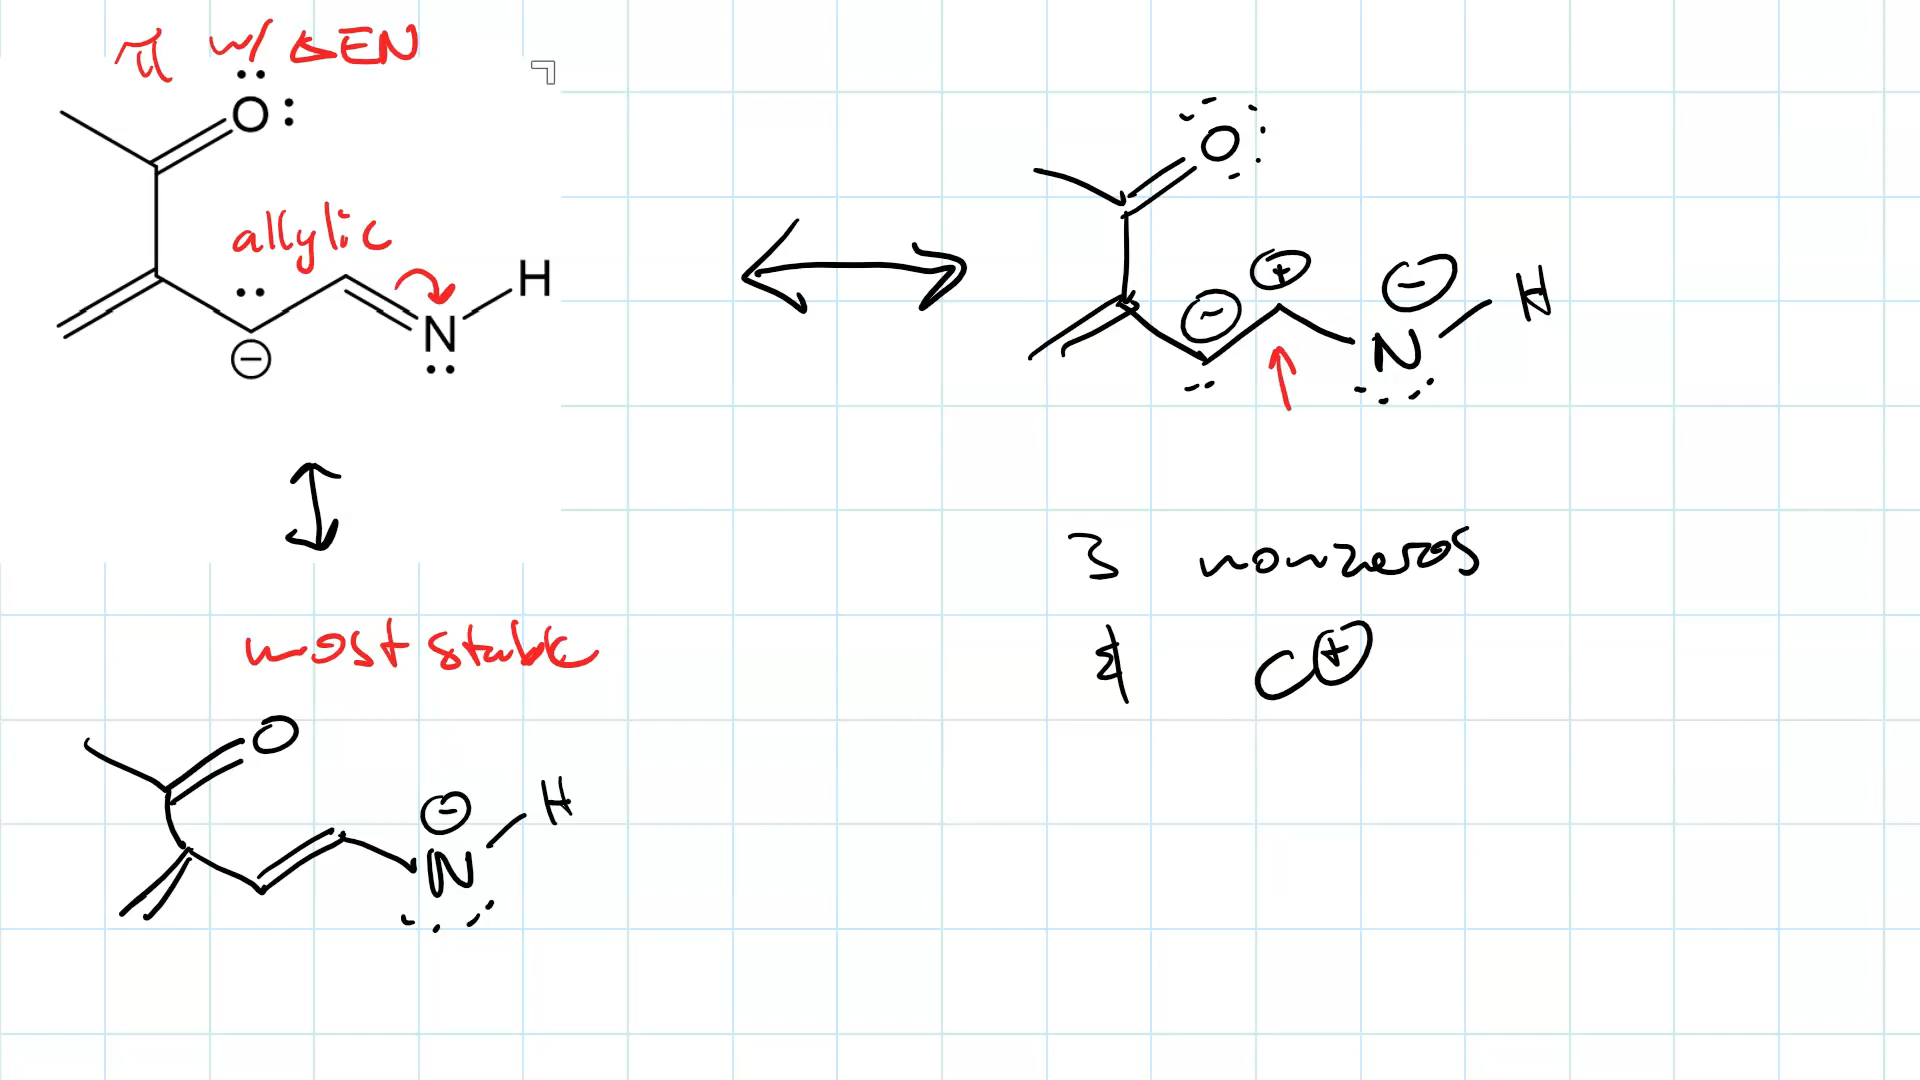 π w/ ΔEN
O
allylic
H
N
O
H
N
3 nonzeros
& C+
most stable
O
H
N